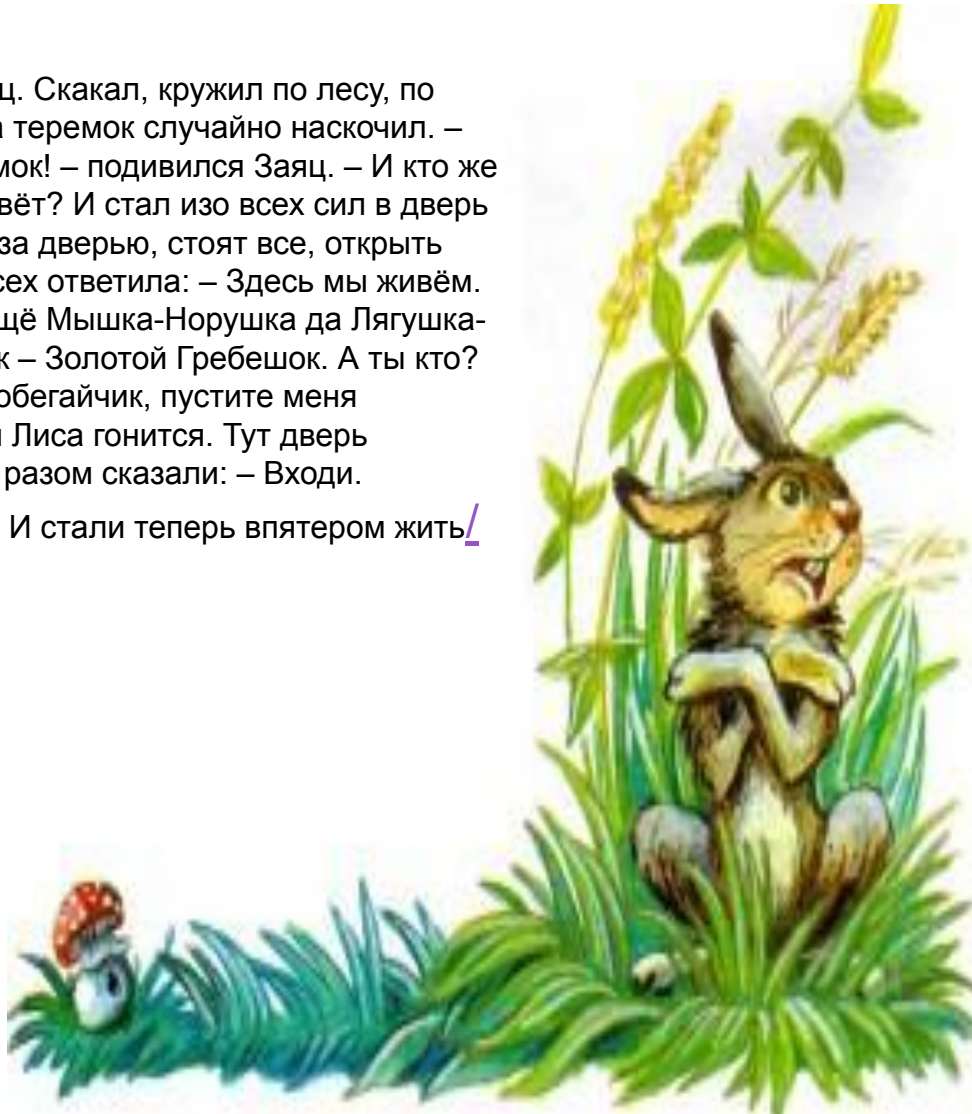 ц. Скакал, кружил по лесу, по
а теремок случайно наскочил. –
мок! – подивился Заяц. – И кто же
вёт? И стал изо всех сил в дверь
за дверью, стоят все, открыть
сех ответила: – Здесь мы живём.
щё Мышка-Норушка да Лягушка-
к – Золотой Гребешок. А ты кто?
обегайчик, пустите меня
и Лиса гонится. Тут дверь
разом сказали: – Входи.
И стали теперь впятером жить/